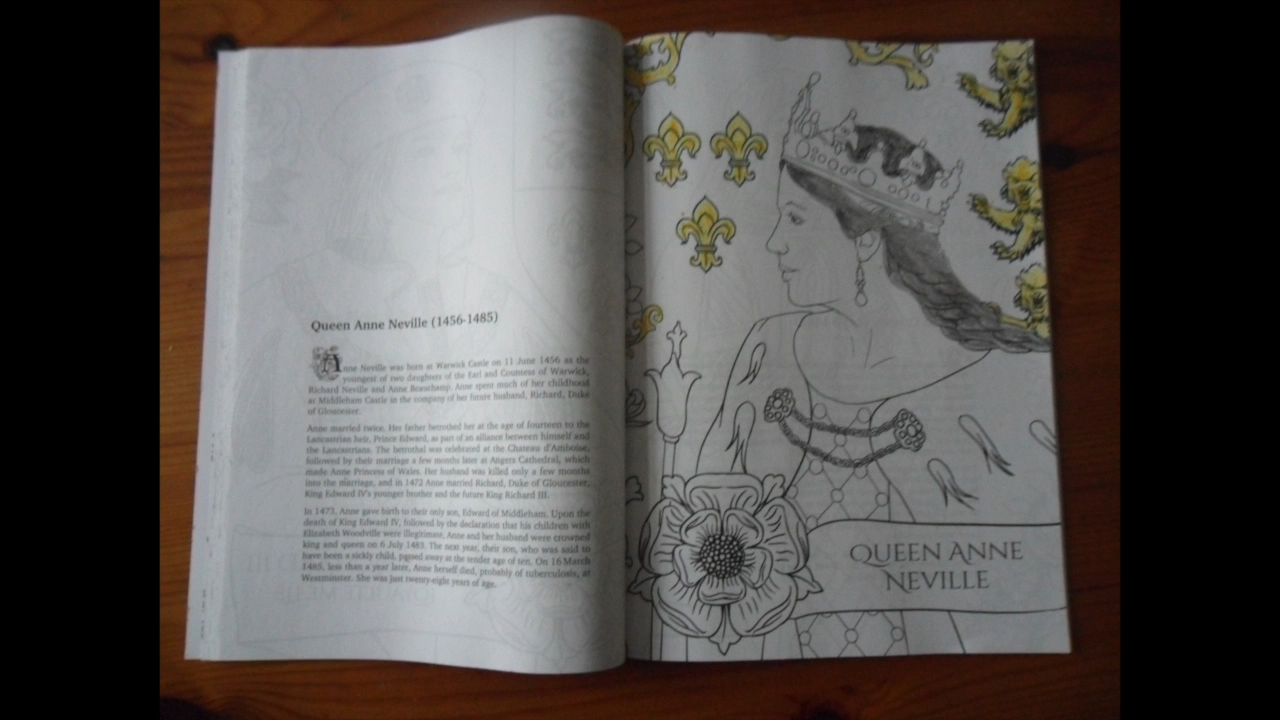 Queen Anne Neville (1456-1485)
Anne Neville was born at Warwick Castle on 11 June 1456 as the
youngest of two daughters of the Earl and Countess of Warwick,
Richard Neville and Anne Beauchamp. Anne spent much of her childhood
at Middleham Castle in the company of her future husband, Richard, Duke
of Gloucester.
Anne married twice. Her father betrothed her at the age of fourteen to the
Lancastrian heir, Prince Edward, as part of an alliance between himself and
the Lancastrians. The betrothal was celebrated at the Chateau d'Amboise,
followed by their marriage a few months later at Angers Cathedral, which
made Anne Princess of Wales. Her husband was killed only a few months
into the marriage, and in 1472 Anne married Richard, Duke of Gloucester,
King Edward IV's younger brother and the future King Richard III.
In 1473, Anne gave birth to their only son, Edward of Middleham. Upon the
death of King Edward IV, followed by the declaration that his children with
Elizabeth Woodville were illegitimate, Anne and her husband were crowned
king and queen on 6 July 1483. The next year, their son, who was said to
have been a sickly child, passed away at the tender age of ten. On 16 March
1485, less than a year later, Anne herself died, probably of tuberculosis, at
Westminster. She was just twenty-eight years of age.
QUEEN ANNE
NEVILLE